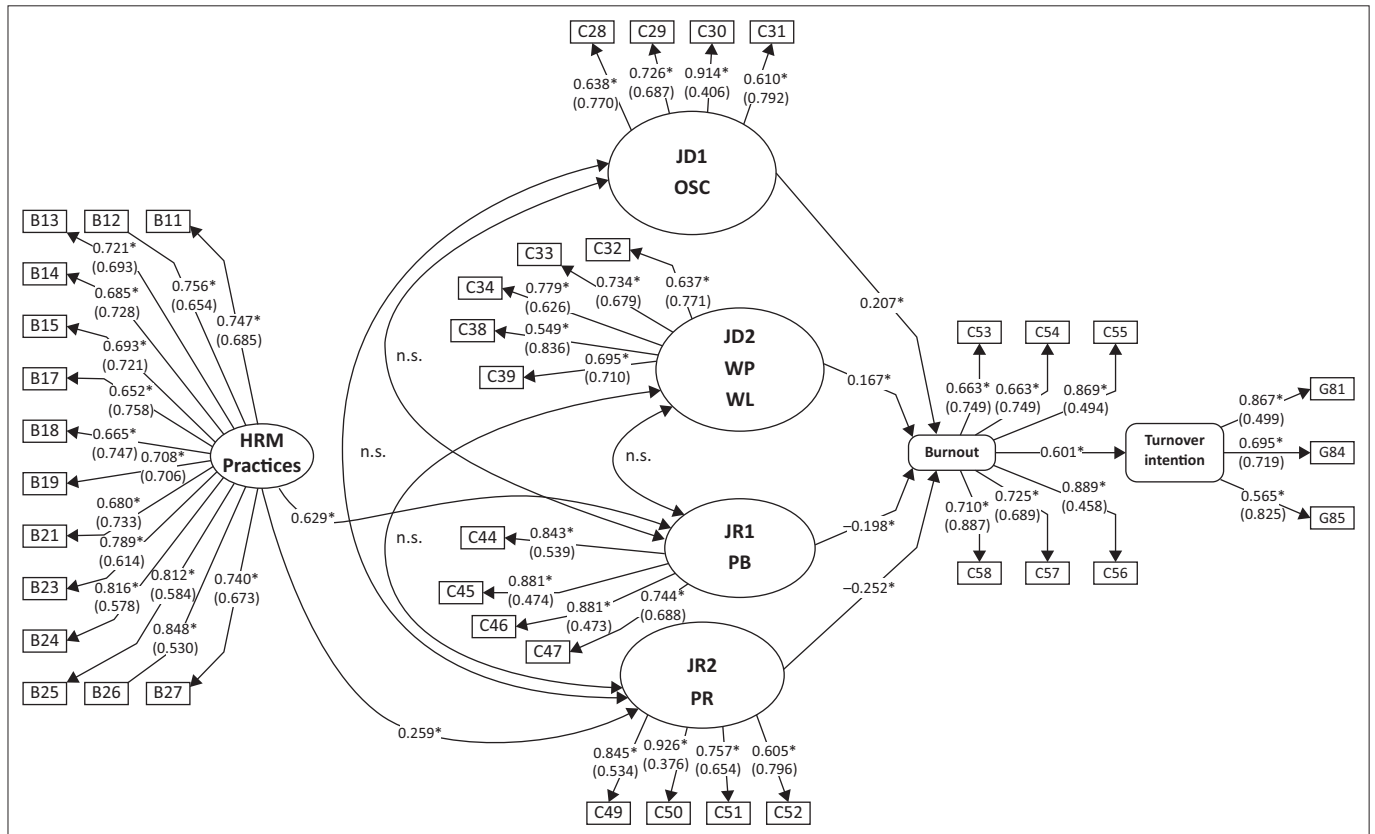 C28
C29
C30
C31
0.638*
(0.770)
0.726*
(0.687)
0.914*
(0.406)
0.610*
(0.792)
JD1
OSC
B13
B12
B11
0.721*
(0.693)
0.756*
(0.654)
0.747*
(0.685)
B14
0.685*
(0.728)
B15
0.693*
(0.721)
B17
0.652*
(0.758)
B18
0.665*
(0.747)
B19
0.708*
(0.706)
B21
0.680*
(0.733)
B23
0.789*
(0.614)
B24
0.816*
(0.578)
B25
0.812*
(0.584)
B26
0.848*
(0.530)
B27
0.740*
(0.673)
HRM
Practices
0.629*
0.259*
n.s.
n.s.
n.s.
n.s.
C32
0.637*
(0.771)
C33
0.734*
(0.679)
C34
0.779*
(0.626)
C38
0.549*
(0.836)
C39
0.695*
(0.710)
JD2
WP
WL
C44
0.843*
(0.539)
C45
0.881*
(0.474)
C46
0.881*
(0.473)
C47
0.744*
(0.688)
JR1
PB
JR2
PR
0.845*
(0.534)
0.926*
(0.376)
0.757*
(0.654)
0.605*
(0.796)
C49
C50
C51
C52
0.207*
0.167*
−0.198*
−0.252*
C53
C54
C55
0.663*
(0.749)
0.663*
(0.749)
0.869*
(0.494)
Burnout
0.601*
0.710*
(0.887)
0.725*
(0.689)
0.889*
(0.458)
C58
C57
C56
Turnover
intention
0.867*
(0.499)
G81
0.695*
(0.719)
G84
0.565*
(0.825)
G85